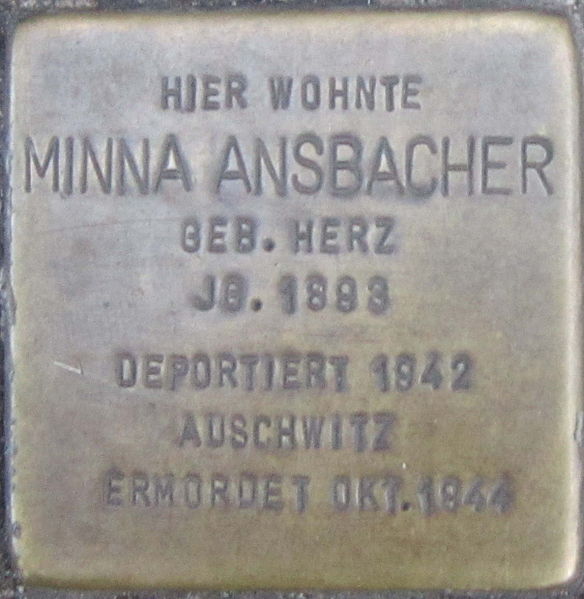 HIER WOHNTE
MINNA ANSBACHER
GEB. HERZ
JG. 1893
DEPORTIERT 1942
AUSCHWITZ
ERMORDET OKT. 1944